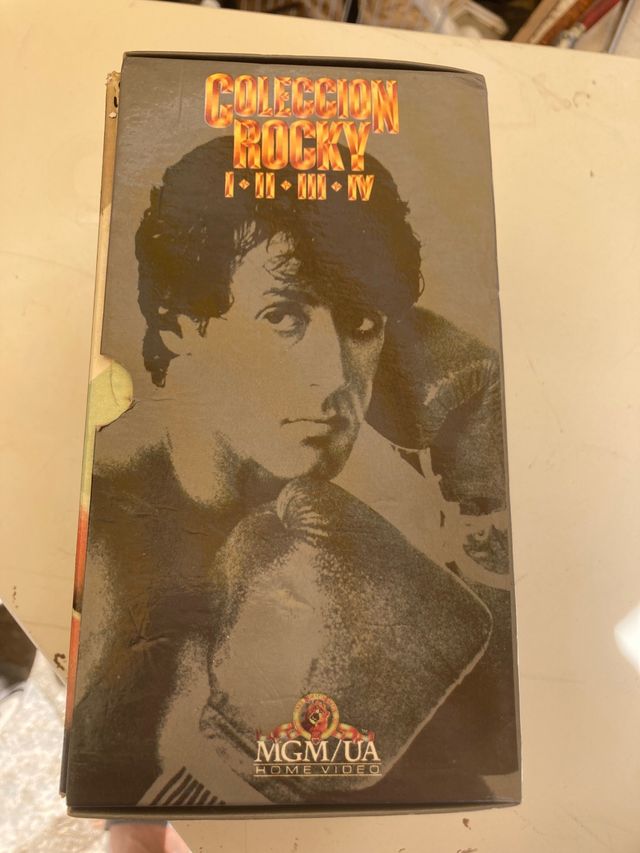 COLECCION
ROCKY
I • II • III • IV
MGM/UA
HOME VIDEO